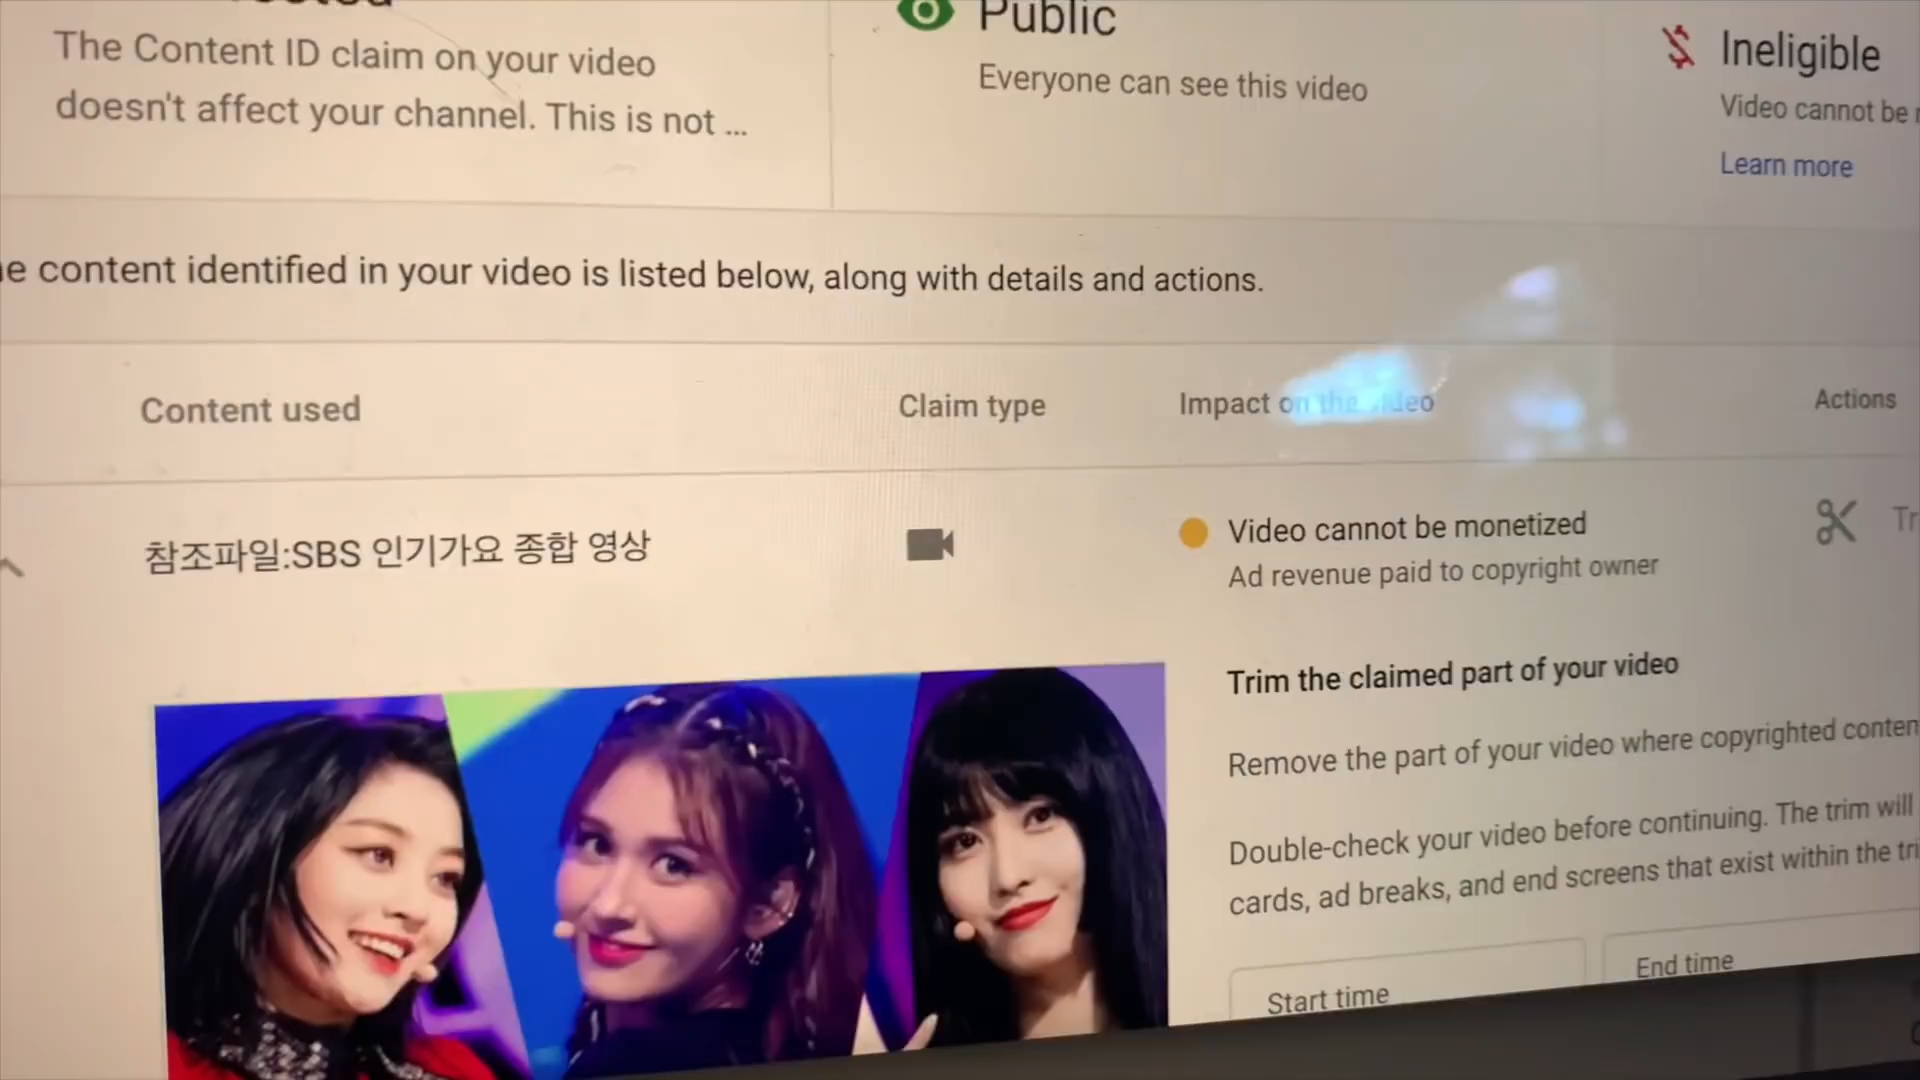 Public
Ineligible
The Content ID claim on your video
doesn't affect your channel. This is not ...
Everyone can see this video
Video cannot be
Learn more
content identified in your video is listed below, along with details and actions.
Content used
Claim type
Impact on the video
Actions
참조파일:SBS 인기가요 종합 영상
Video cannot be monetized
Ad revenue paid to copyright owner
Trim the claimed part of your video
Remove the part of your video where copyrighted
Double-check your video before continuing. The trim will
cards, ad breaks, and end screens that exist within the
Start time
End time